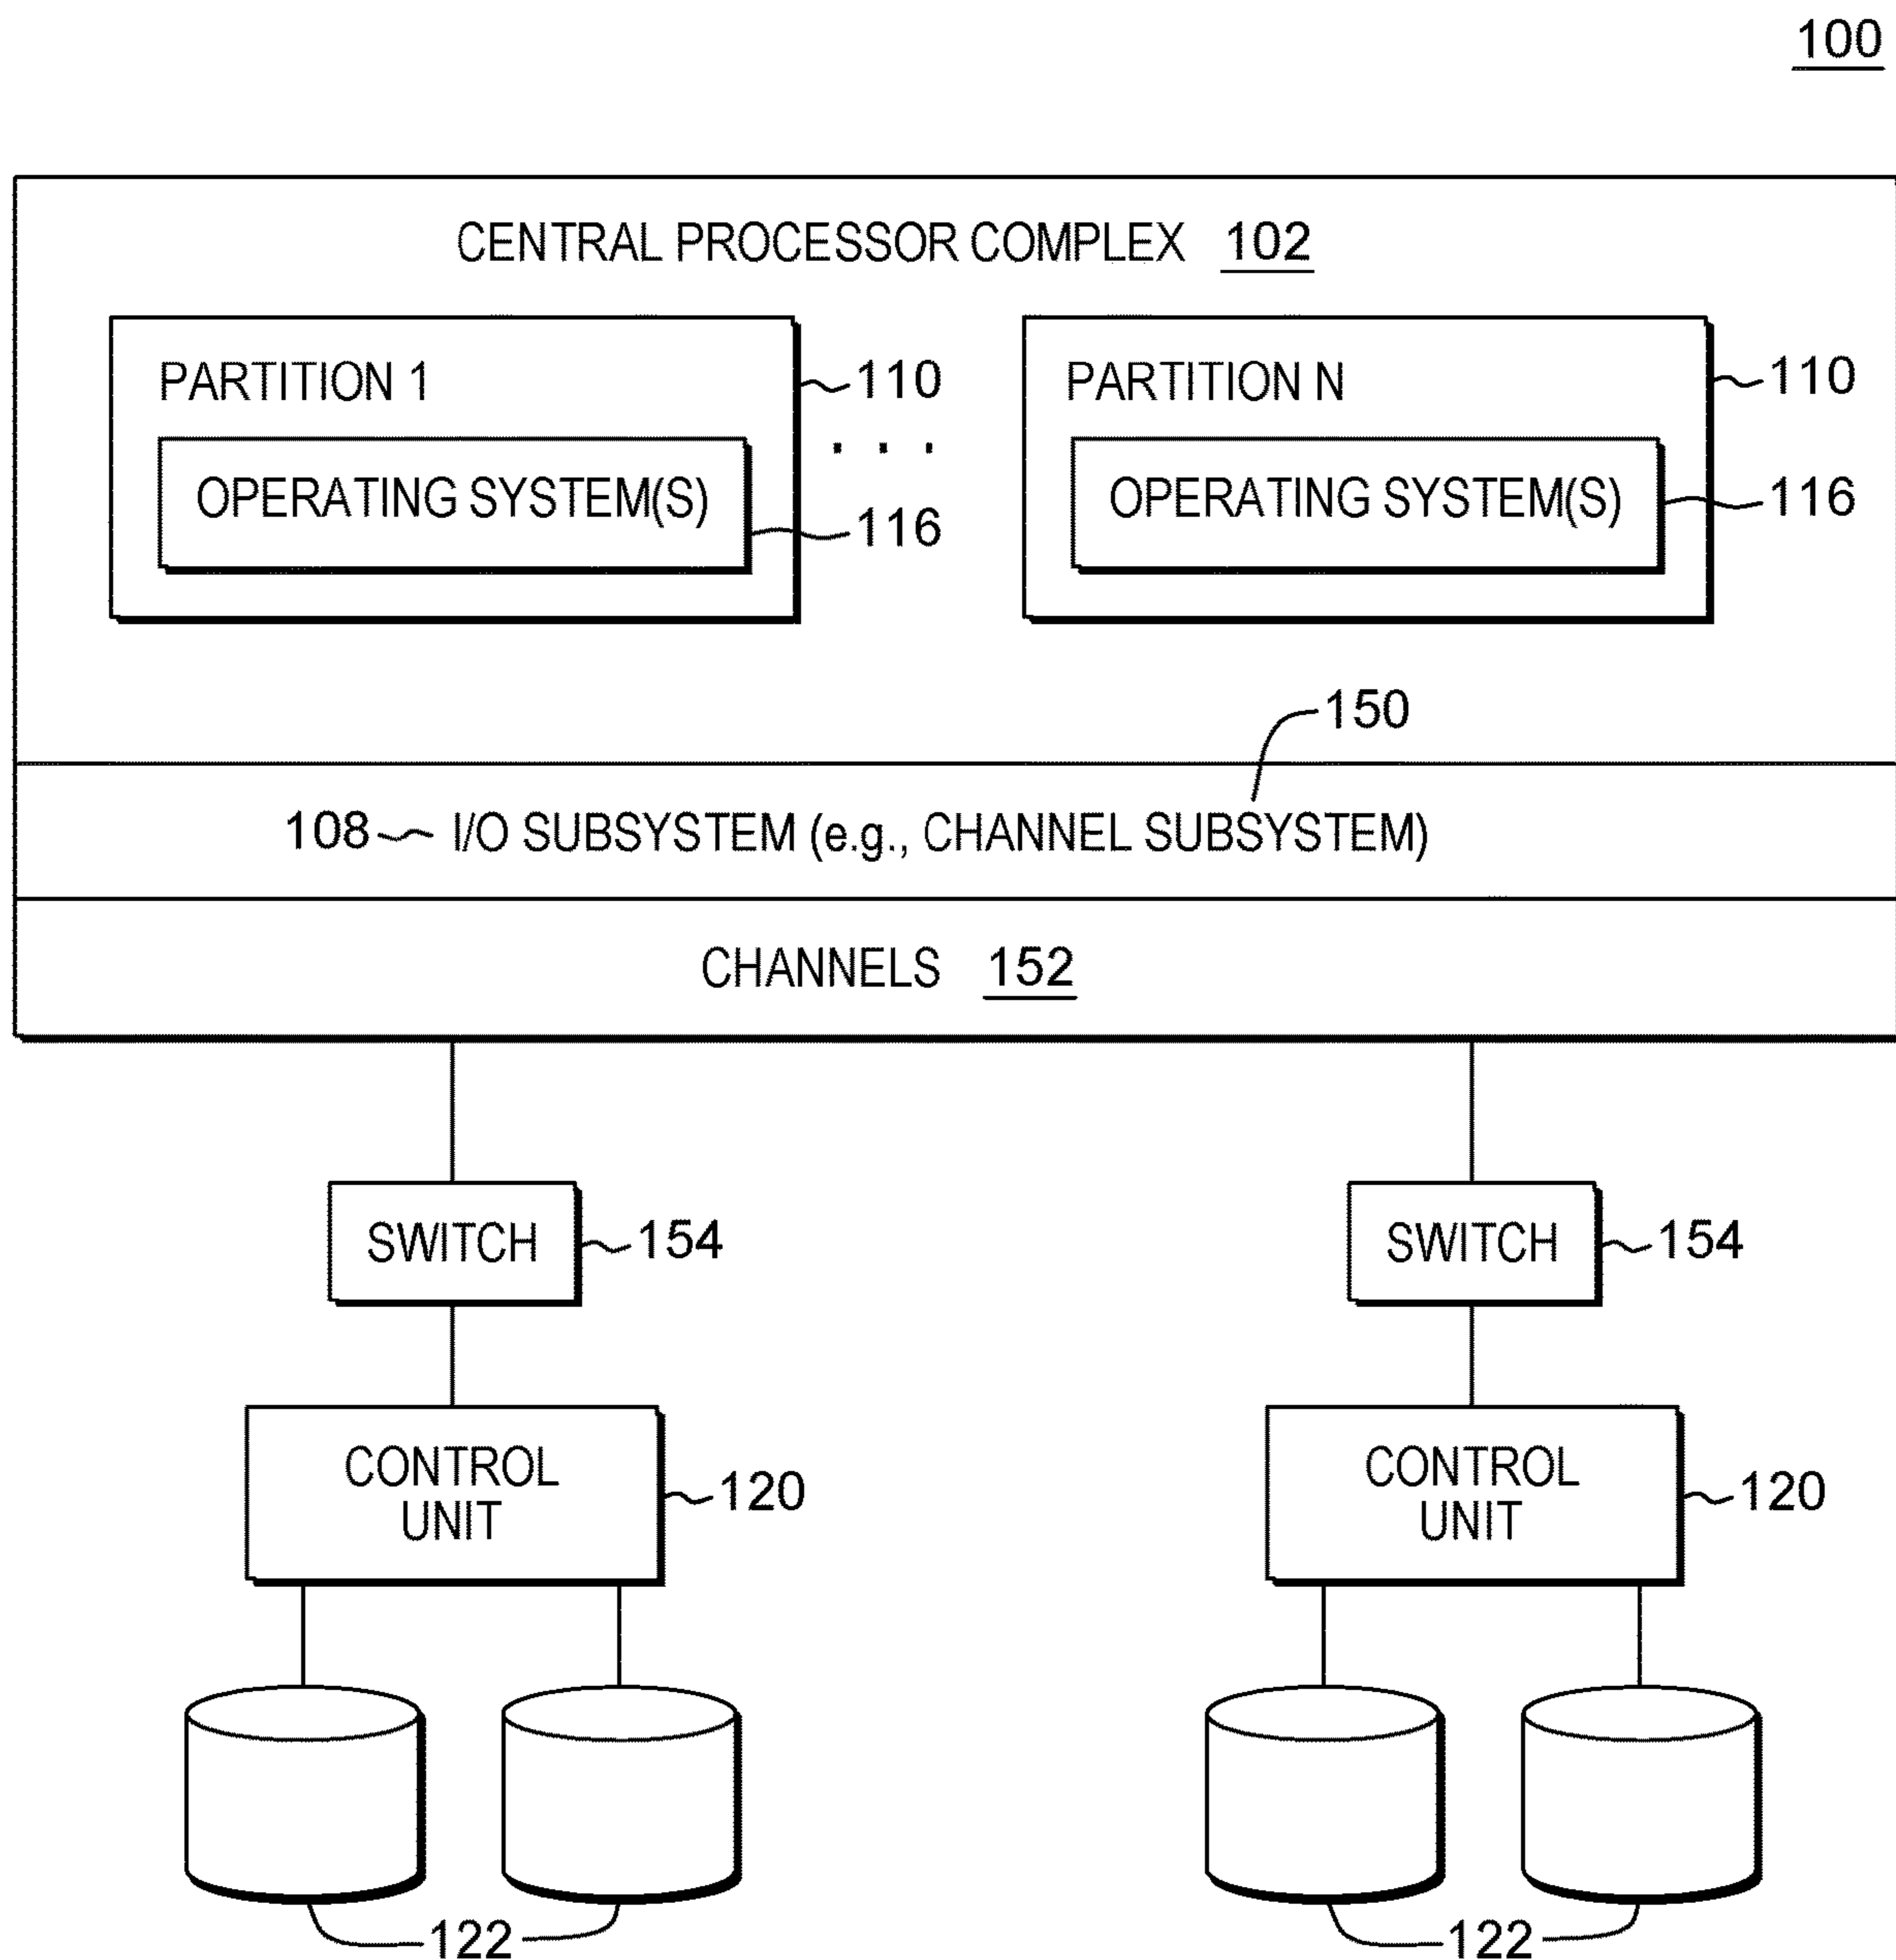 100
CENTRAL PROCESSOR COMPLEX 102
PARTITION 1
110
PARTITION N
110
. . .
OPERATING SYSTEM(S)
116
OPERATING SYSTEM(S)
116
150
108 I/O SUBSYSTEM (e.g., CHANNEL SUBSYSTEM)
CHANNELS 152
SWITCH
154
SWITCH
154
CONTROL
UNIT
120
CONTROL
UNIT
120
122
122